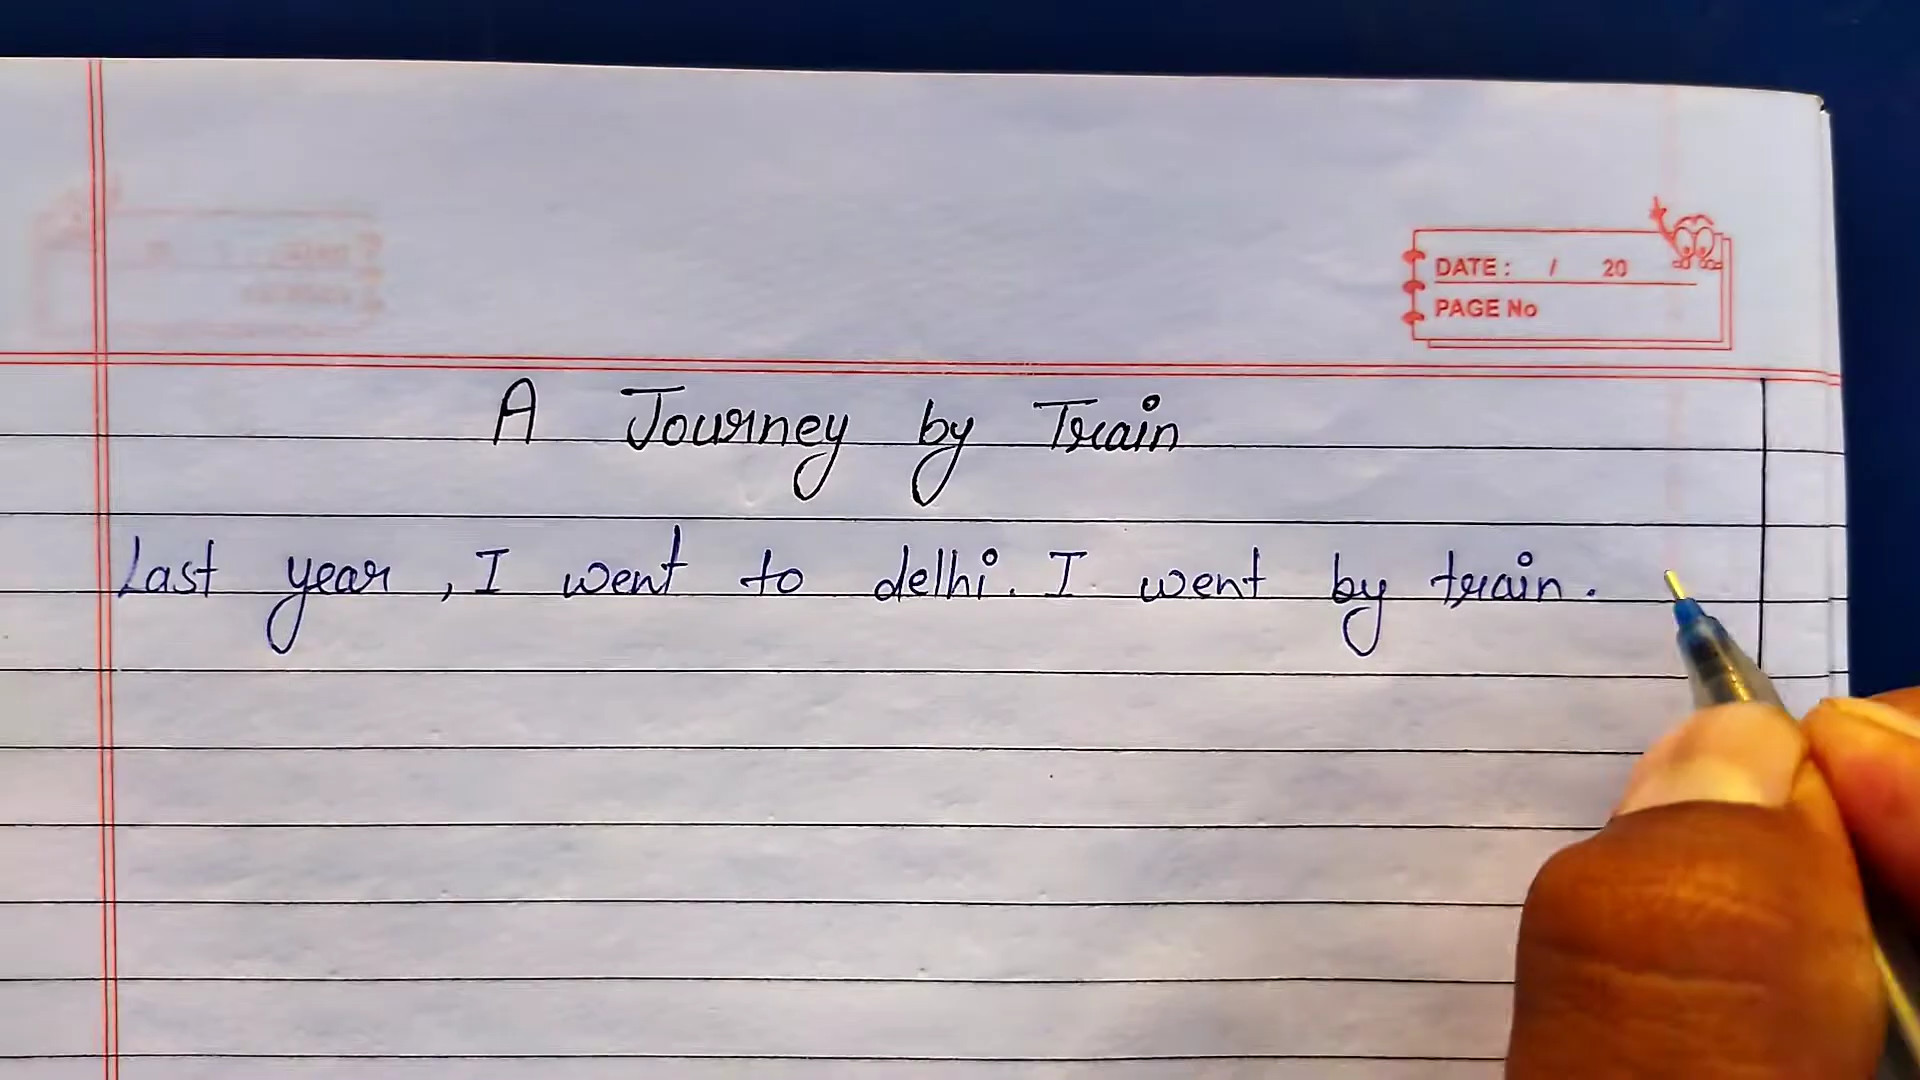 DATE: / 20
PAGE No
A Journey by Train
Last year, I went to delhi. I went by train.